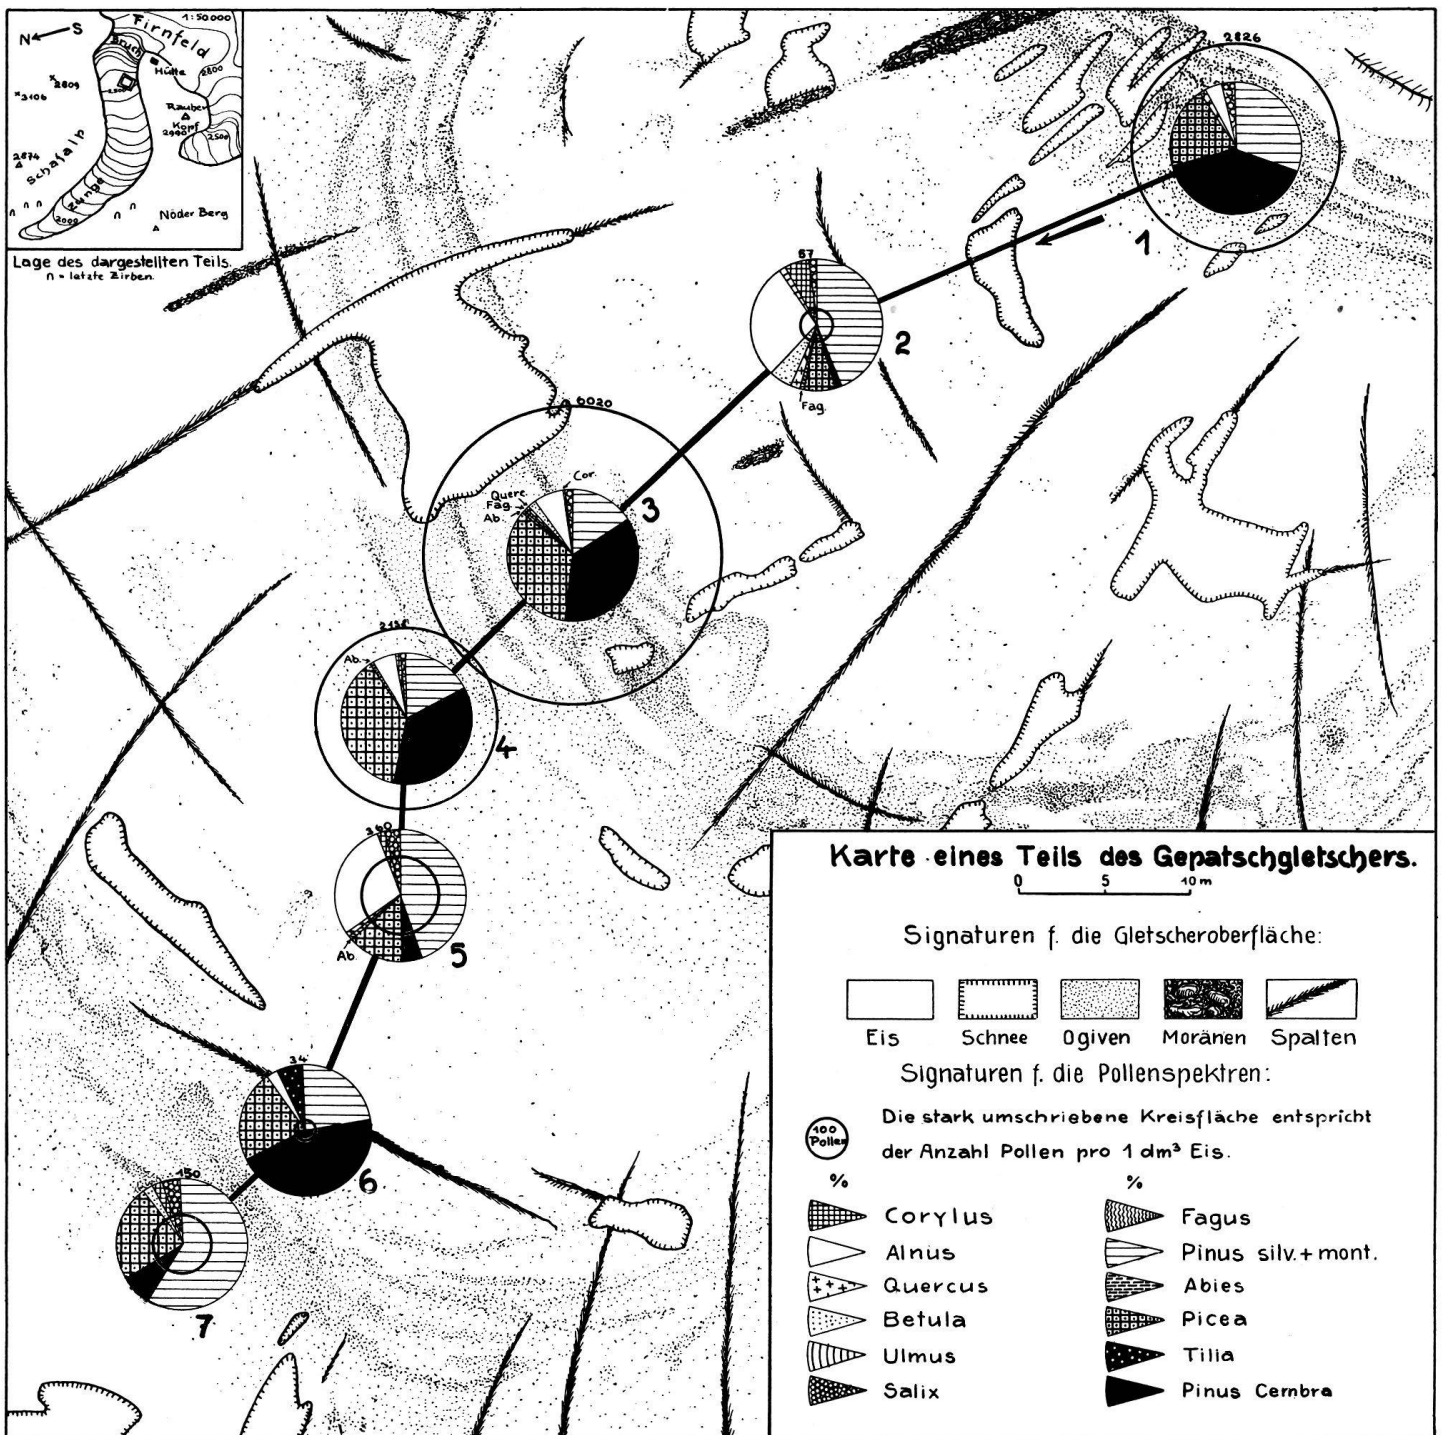 1:50000
N S
Firnfeld
Bruch
Hütte
2800
2809
3106
Rauher
Kopf
2990
2500
2874
Schafalp
Zunge
2000
Nöder Berg
Lage des dargestellten Teils.
n = letzte Zirben.
2826
1
67
2
Fag.
6020
Cor.
Querc.
Fag.
Ab.
3
Ab.
4
360
5
Ab.
34
6
150
7
Karte eines Teils des Gepatschgletschers.
0 5 10 m
Signaturen f. die Gletscheroberfläche:
Eis Schnee Ogiven Moränen Spalten
Signaturen f. die Pollenspektren:
100
Pollen
Die stark umschriebene Kreisfläche entspricht
der Anzahl Pollen pro 1 dm³ Eis.
% %
Corylus Fagus
Alnus Pinus silv. + mont.
Quercus Abies
Betula Picea
Ulmus Tilia
Salix Pinus Cembra